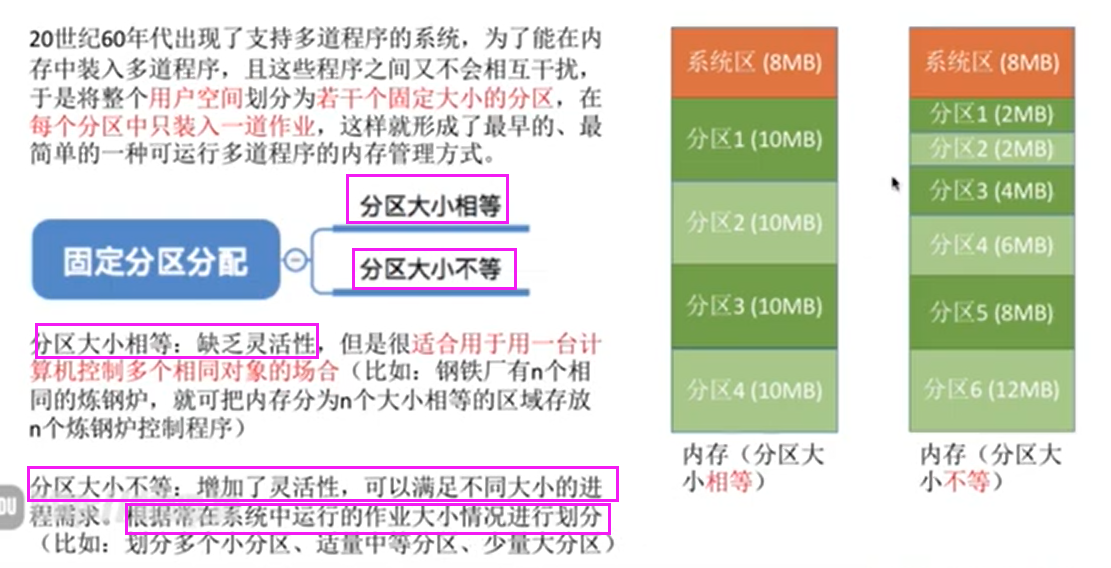 20世纪60年代出现了支持多道程序的系统，为了能在内
存中装入多道程序，且这些程序之间又不会相互干扰，
于是将整个用户空间划分为若干个固定大小的分区，在
每个分区中只装入一道作业，这样就形成了最早的、最
简单的一种可运行多道程序的内存管理方式。
固定分区分配
分区大小相等
分区大小不等
分区大小相等：缺乏灵活性，但是很适合用于用一台计
算机控制多个相同对象的场合（比如：钢铁厂有n个相
同的炼钢炉，就可把内存分为n个大小相等的区域存放
n个炼钢炉控制程序）
分区大小不等：增加了灵活性，可以满足不同大小的进
程需求。根据常在系统中运行的作业大小情况进行划分
（比如：划分多个小分区、适量中等分区、少量大分区）
系统区 (8MB)
分区1 (10MB)
分区2 (10MB)
分区3 (10MB)
分区4 (10MB)
内存（分区大
小相等）
系统区 (8MB)
分区1 (2MB)
分区2 (2MB)
分区3 (4MB)
分区4 (6MB)
分区5 (8MB)
分区6 (12MB)
内存（分区大
小不等）